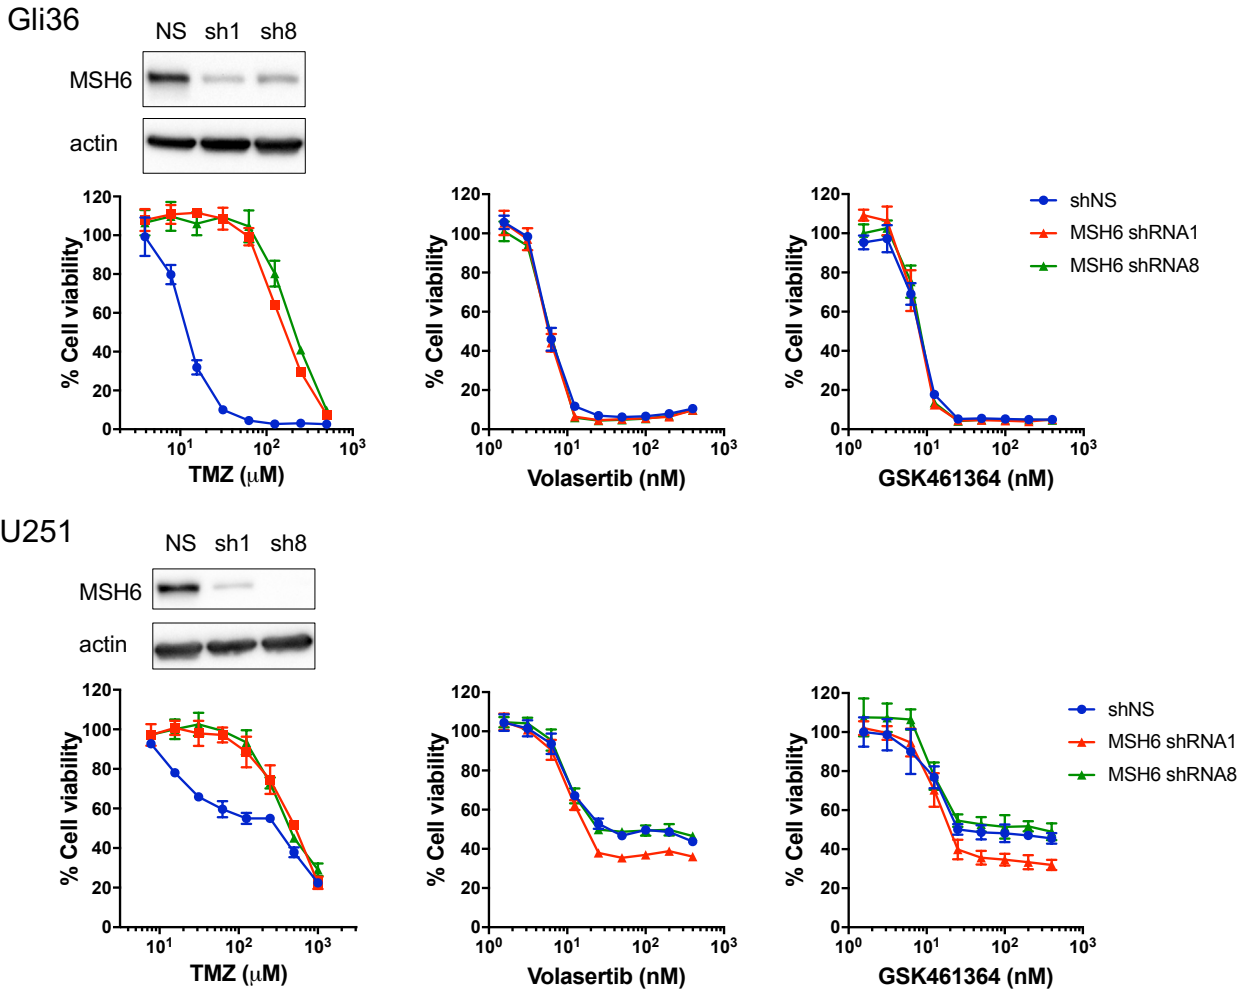 Gli36
NS sh1 sh8
MSH6
actin
% Cell viability
120
100
80
60
40
20
0
10¹ 10² 10³
TMZ (μM)
% Cell viability
120
100
80
60
40
20
0
10⁰ 10¹ 10² 10³
Volasertib (nM)
% Cell viability
120
100
80
60
40
20
0
10⁰ 10¹ 10² 10³
GSK461364 (nM)
shNS
MSH6 shRNA1
MSH6 shRNA8
U251
NS sh1 sh8
MSH6
actin
% Cell viability
120
100
80
60
40
20
0
10¹ 10² 10³
TMZ (μM)
% Cell viability
120
100
80
60
40
20
0
10⁰ 10¹ 10² 10³
Volasertib (nM)
% Cell viability
120
100
80
60
40
20
0
10⁰ 10¹ 10² 10³
GSK461364 (nM)
shNS
MSH6 shRNA1
MSH6 shRNA8